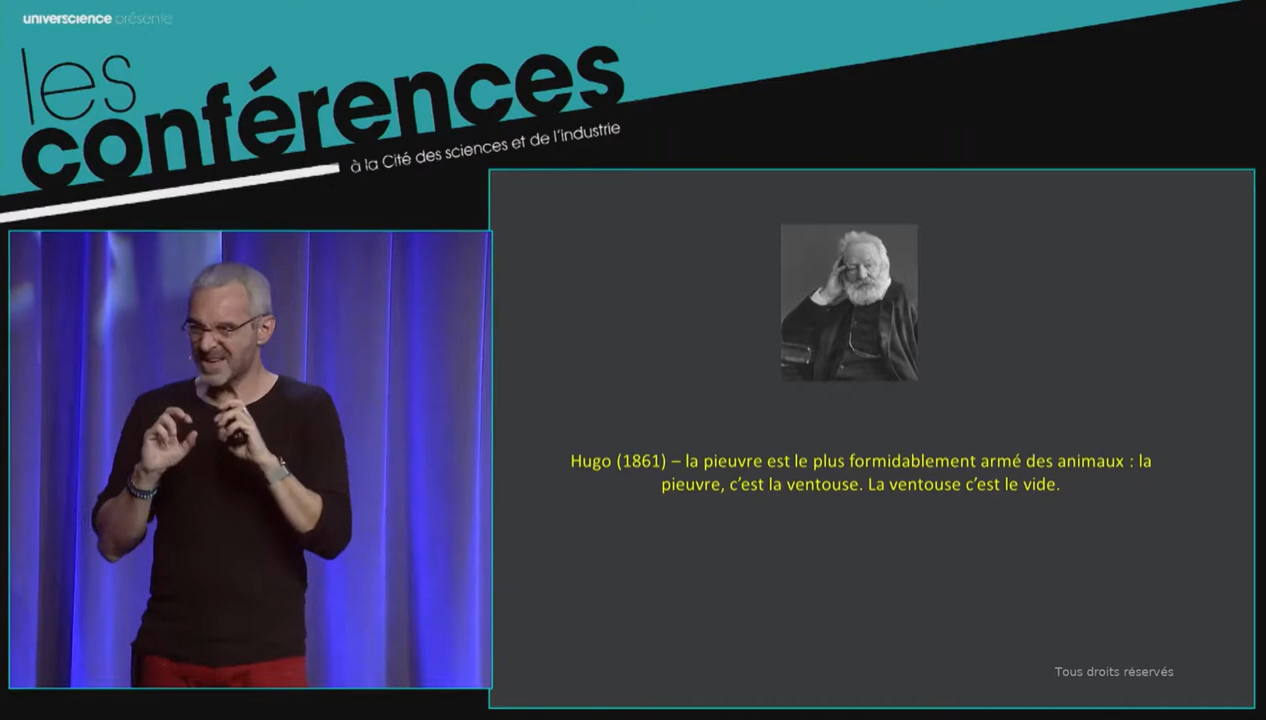 universcience présente
les
conférences
à la Cité des sciences et de l'industrie
Hugo (1861) – la pieuvre est le plus formidablement armé des animaux : la
pieuvre, c'est la ventouse. La ventouse c'est le vide.
Tous droits réservés